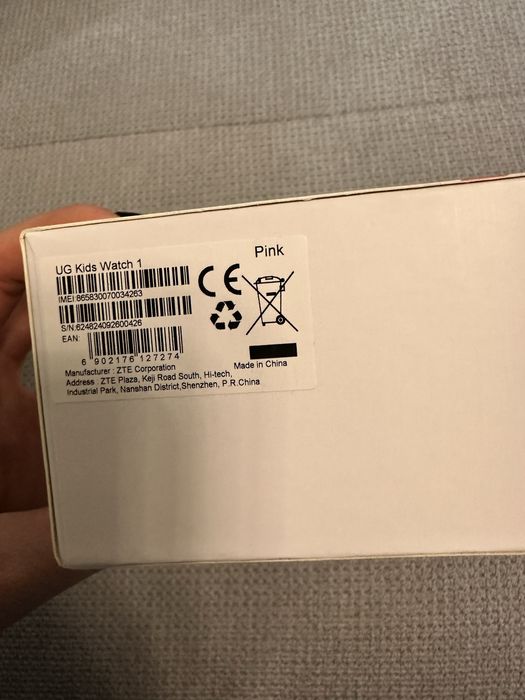 UG Kids Watch 1
Pink
IMEI:865830070034263
S/N:624824092600426
EAN:
6 902176 127274
Made in China
Manufacturer : ZTE Corporation
Address : ZTE Plaza, Keji Road South, Hi-tech,
Industrial Park, Nanshan District,Shenzhen, P.R.China
CE